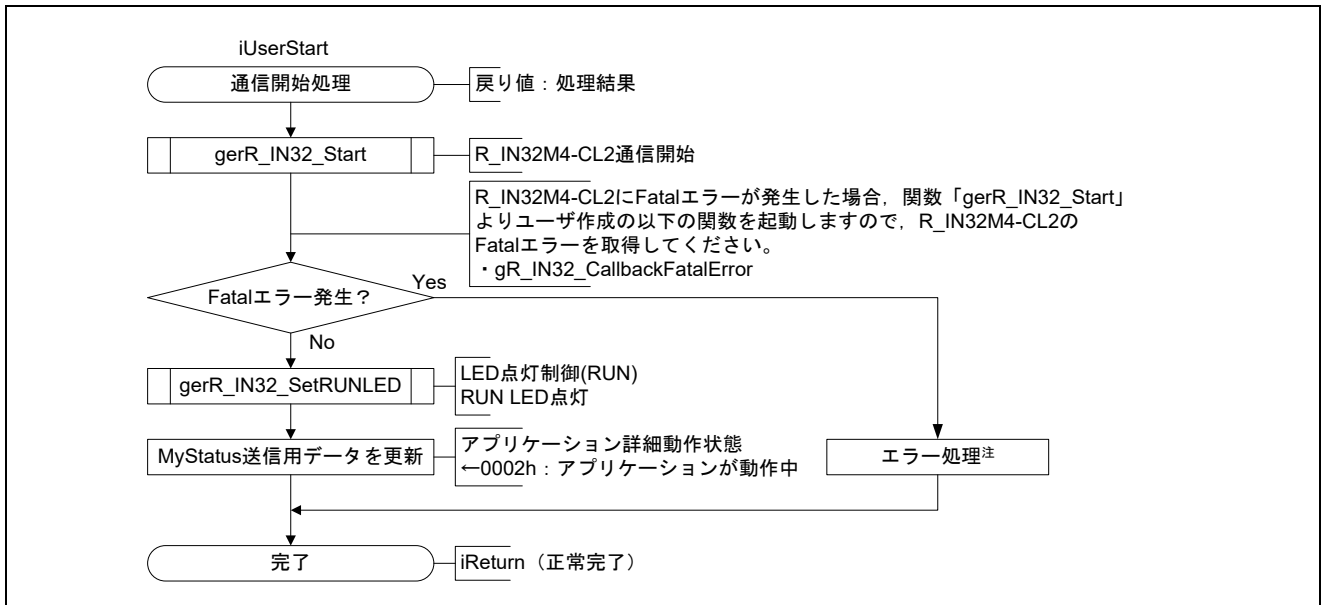 iUserStart
通信開始処理
戻り値：処理結果
gerR_IN32_Start
R_IN32M4-CL2通信開始
R_IN32M4-CL2にFatalエラーが発生した場合，関数「gerR_IN32_Start」
よりユーザ作成の以下の関数を起動しますので，R_IN32M4-CL2の
Fatalエラーを取得してください。
・gR_IN32_CallbackFatalError
Fatalエラー発生？
Yes
No
gerR_IN32_SetRUNLED
LED点灯制御(RUN)
RUN LED点灯
MyStatus送信用データを更新
アプリケーション詳細動作状態
←0002h：アプリケーションが動作中
エラー処理注
完了
iReturn（正常完了）